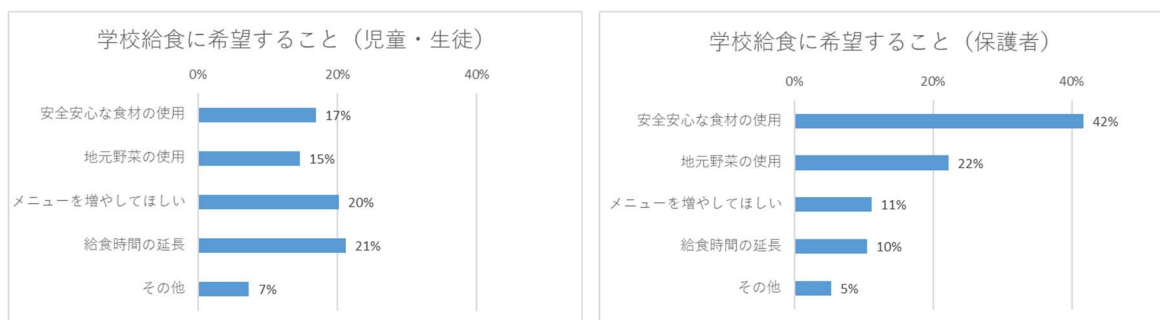 学校給食に希望すること（児童・生徒）
0% 20% 40%
安全安心な食材の使用 17%
地元野菜の使用 15%
メニューを増やしてほしい 20%
給食時間の延長 21%
その他 7%
学校給食に希望すること（保護者）
0% 20% 40%
安全安心な食材の使用 42%
地元野菜の使用 22%
メニューを増やしてほしい 11%
給食時間の延長 10%
その他 5%